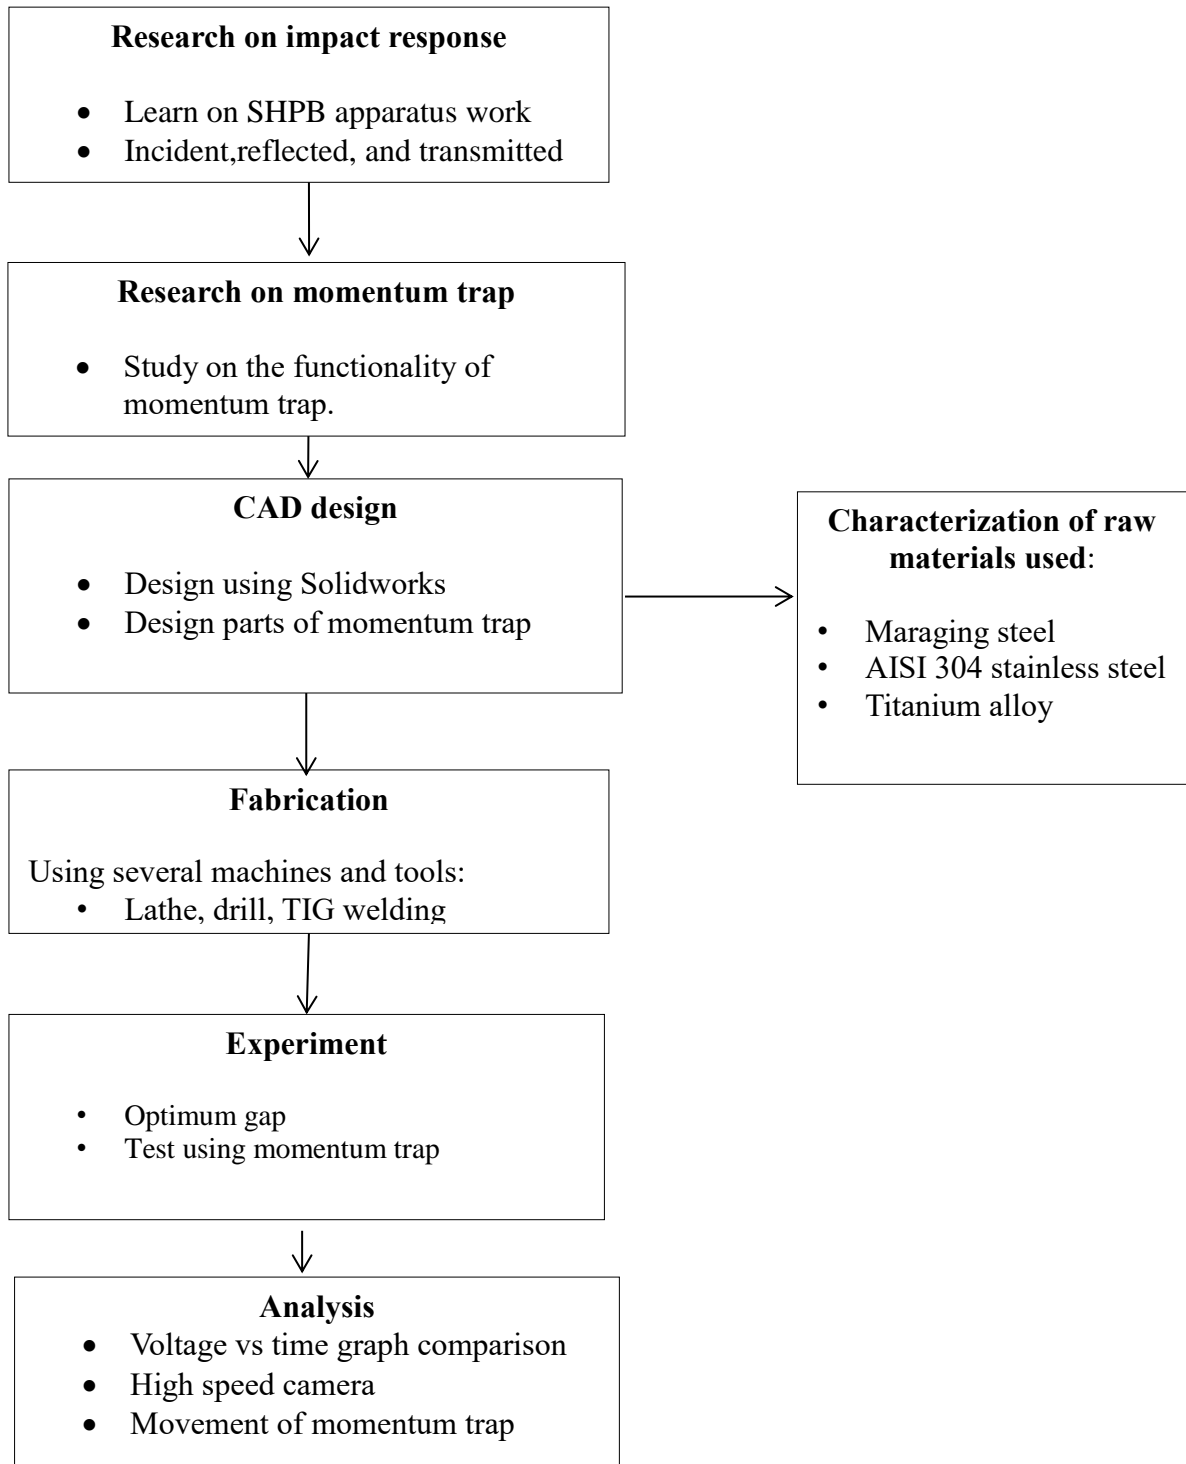 Research on impact response
● Learn on SHPB apparatus work
● Incident,reflected, and transmitted
Research on momentum trap
● Study on the functionality of
momentum trap.
CAD design
● Design using Solidworks
● Design parts of momentum trap
Characterization of raw
materials used:
• Maraging steel
• AISI 304 stainless steel
• Titanium alloy
Fabrication
Using several machines and tools:
• Lathe, drill, TIG welding
Experiment
• Optimum gap
• Test using momentum trap
Analysis
● Voltage vs time graph comparison
● High speed camera
● Movement of momentum trap